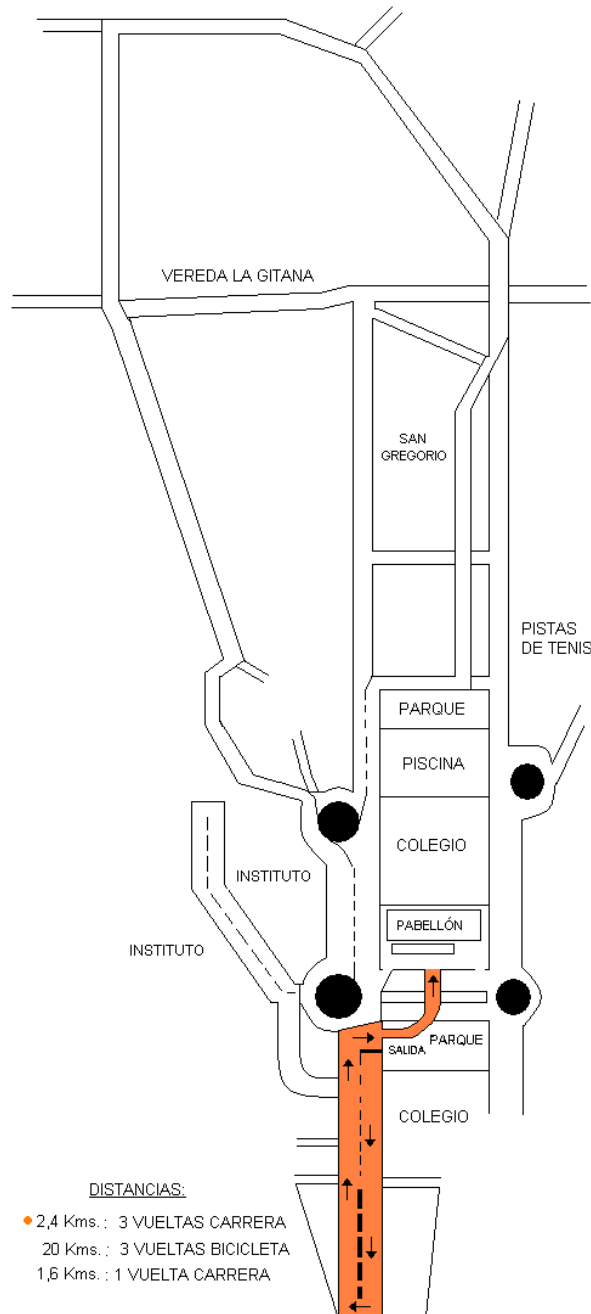 VEREDA LA GITANA
SAN
GREGORIO
PISTAS
DE TENIS
PARQUE
PISCINA
COLEGIO
INSTITUTO
PABELLÓN
INSTITUTO
SALIDA
PARQUE
COLEGIO
DISTANCIAS:
2,4 Kms. : 3 VUELTAS CARRERA
20 Kms. : 3 VUELTAS BICICLETA
1,6 Kms. : 1 VUELTA CARRERA